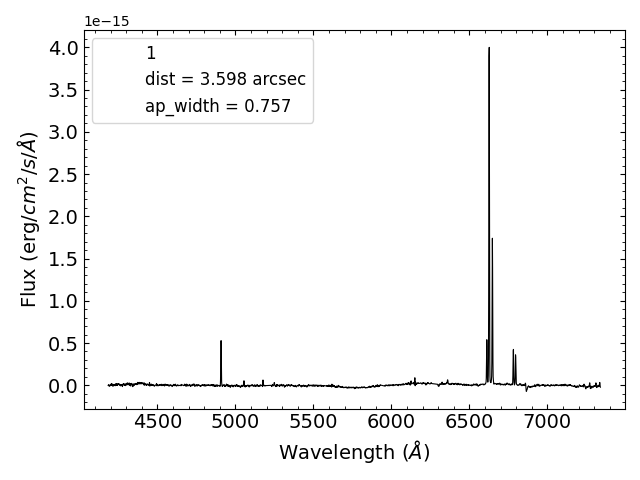 1e−15
1
dist = 3.598 arcsec
ap_width = 0.757
4.0
3.5
3.0
2.5
2.0
1.5
1.0
0.5
0.0
Flux (erg/cm²/s/Å)
4500 5000 5500 6000 6500 7000
Wavelength (Å)